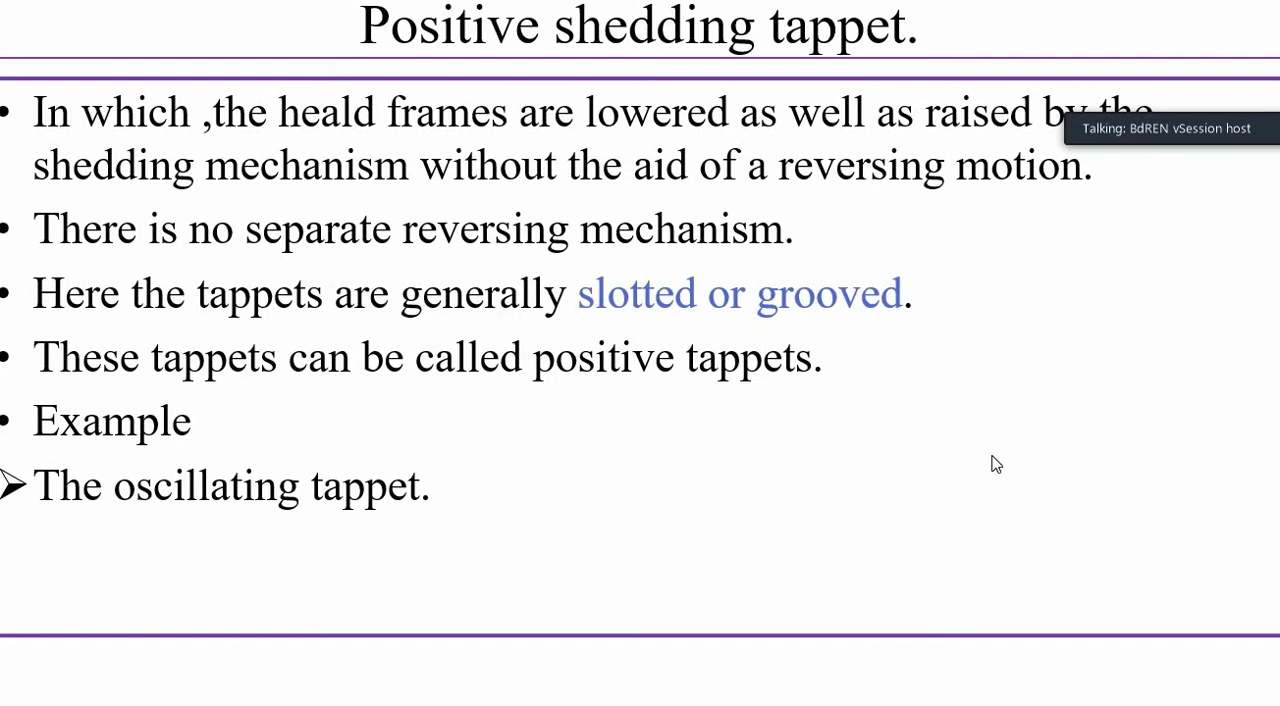 Positive shedding tappet.
• In which ,the heald frames are lowered as well as raised by the
Talking: BdREN vSession host
shedding mechanism without the aid of a reversing motion.
• There is no separate reversing mechanism.
• Here the tappets are generally slotted or grooved.
• These tappets can be called positive tappets.
• Example
➢ The oscillating tappet.